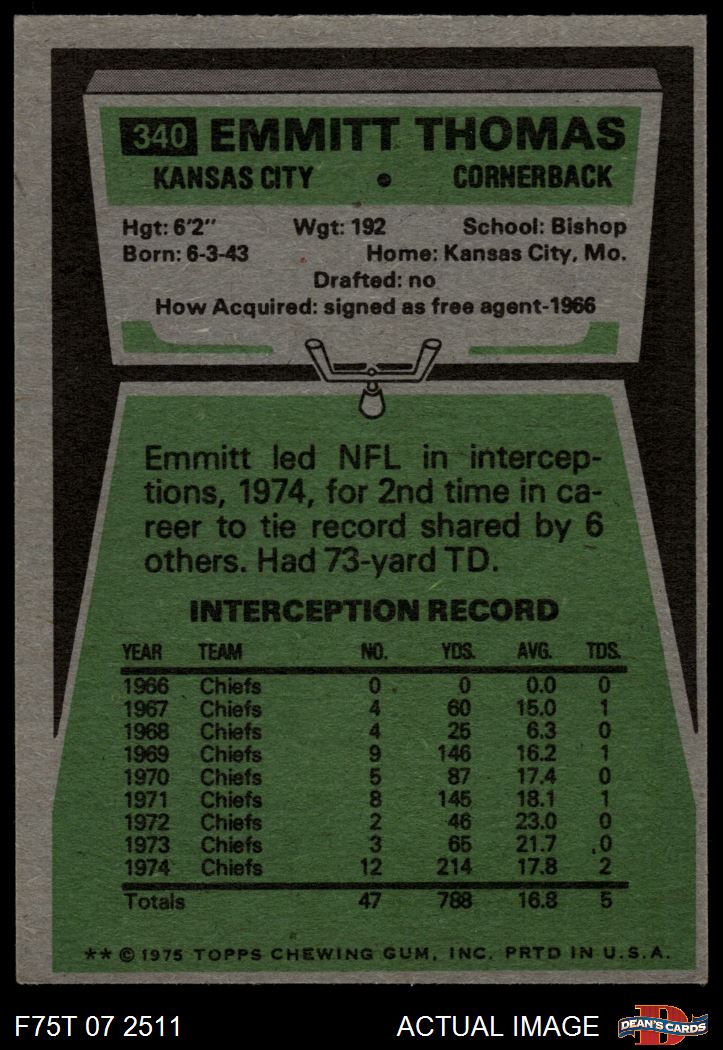 340 EMMITT THOMAS
KANSAS CITY • CORNERBACK
Hgt: 6'2" Wgt: 192 School: Bishop
Born: 6-3-43 Home: Kansas City, Mo.
Drafted: no
How Acquired: signed as free agent-1966
Emmitt led NFL in intercep-
tions, 1974, for 2nd time in ca-
reer to tie record shared by 6
others. Had 73-yard TD.
INTERCEPTION RECORD
YEAR TEAM NO. YDS. AVG. TDS.
1966 Chiefs 0 0 0.0 0
1967 Chiefs 4 60 15.0 1
1968 Chiefs 4 25 6.3 0
1969 Chiefs 9 146 16.2 1
1970 Chiefs 5 87 17.4 0
1971 Chiefs 8 145 18.1 1
1972 Chiefs 2 46 23.0 0
1973 Chiefs 3 65 21.7 0
1974 Chiefs 12 214 17.8 2
Totals 47 788 16.8 5
** © 1975 TOPPS CHEWING GUM, INC. PRTD IN U.S.A.
F75T 07 2511 ACTUAL IMAGE D DEAN'S CARDS